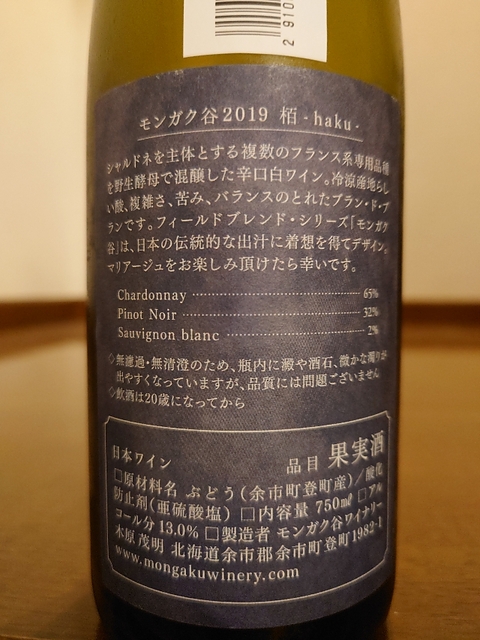 2 910
モンガク谷2019 栢 -haku-
シャルドネを主体とする複数のフランス系専用品種
を野生酵母で混醸した辛口白ワイン。冷涼産地らし
い酸、複雑さ、苦み、バランスのとれたブラン・ド・ブ
ランです。フィールドブレンド・シリーズ「モンガク
谷」は、日本の伝統的な出汁に着想を得てデザイン。
マリアージュをお楽しみ頂けたら幸いです。
Chardonnay 65%
Pinot Noir 32%
Sauvignon blanc 2%
◇無濾過・無清澄のため、瓶内に澱や酒石、微かな濁りが
出やすくなっていますが、品質には問題ございません
◇飲酒は20歳になってから
日本ワイン 品目 果実酒
□原材料名 ぶどう(余市町登町産)/酸化
防止剤(亜硫酸塩) □内容量 750㎖ □アル
コール分 13.0% □製造者 モンガク谷ワイナリー
木原茂明 北海道余市郡余市町登町1982-1
www.mongakuwinery.com